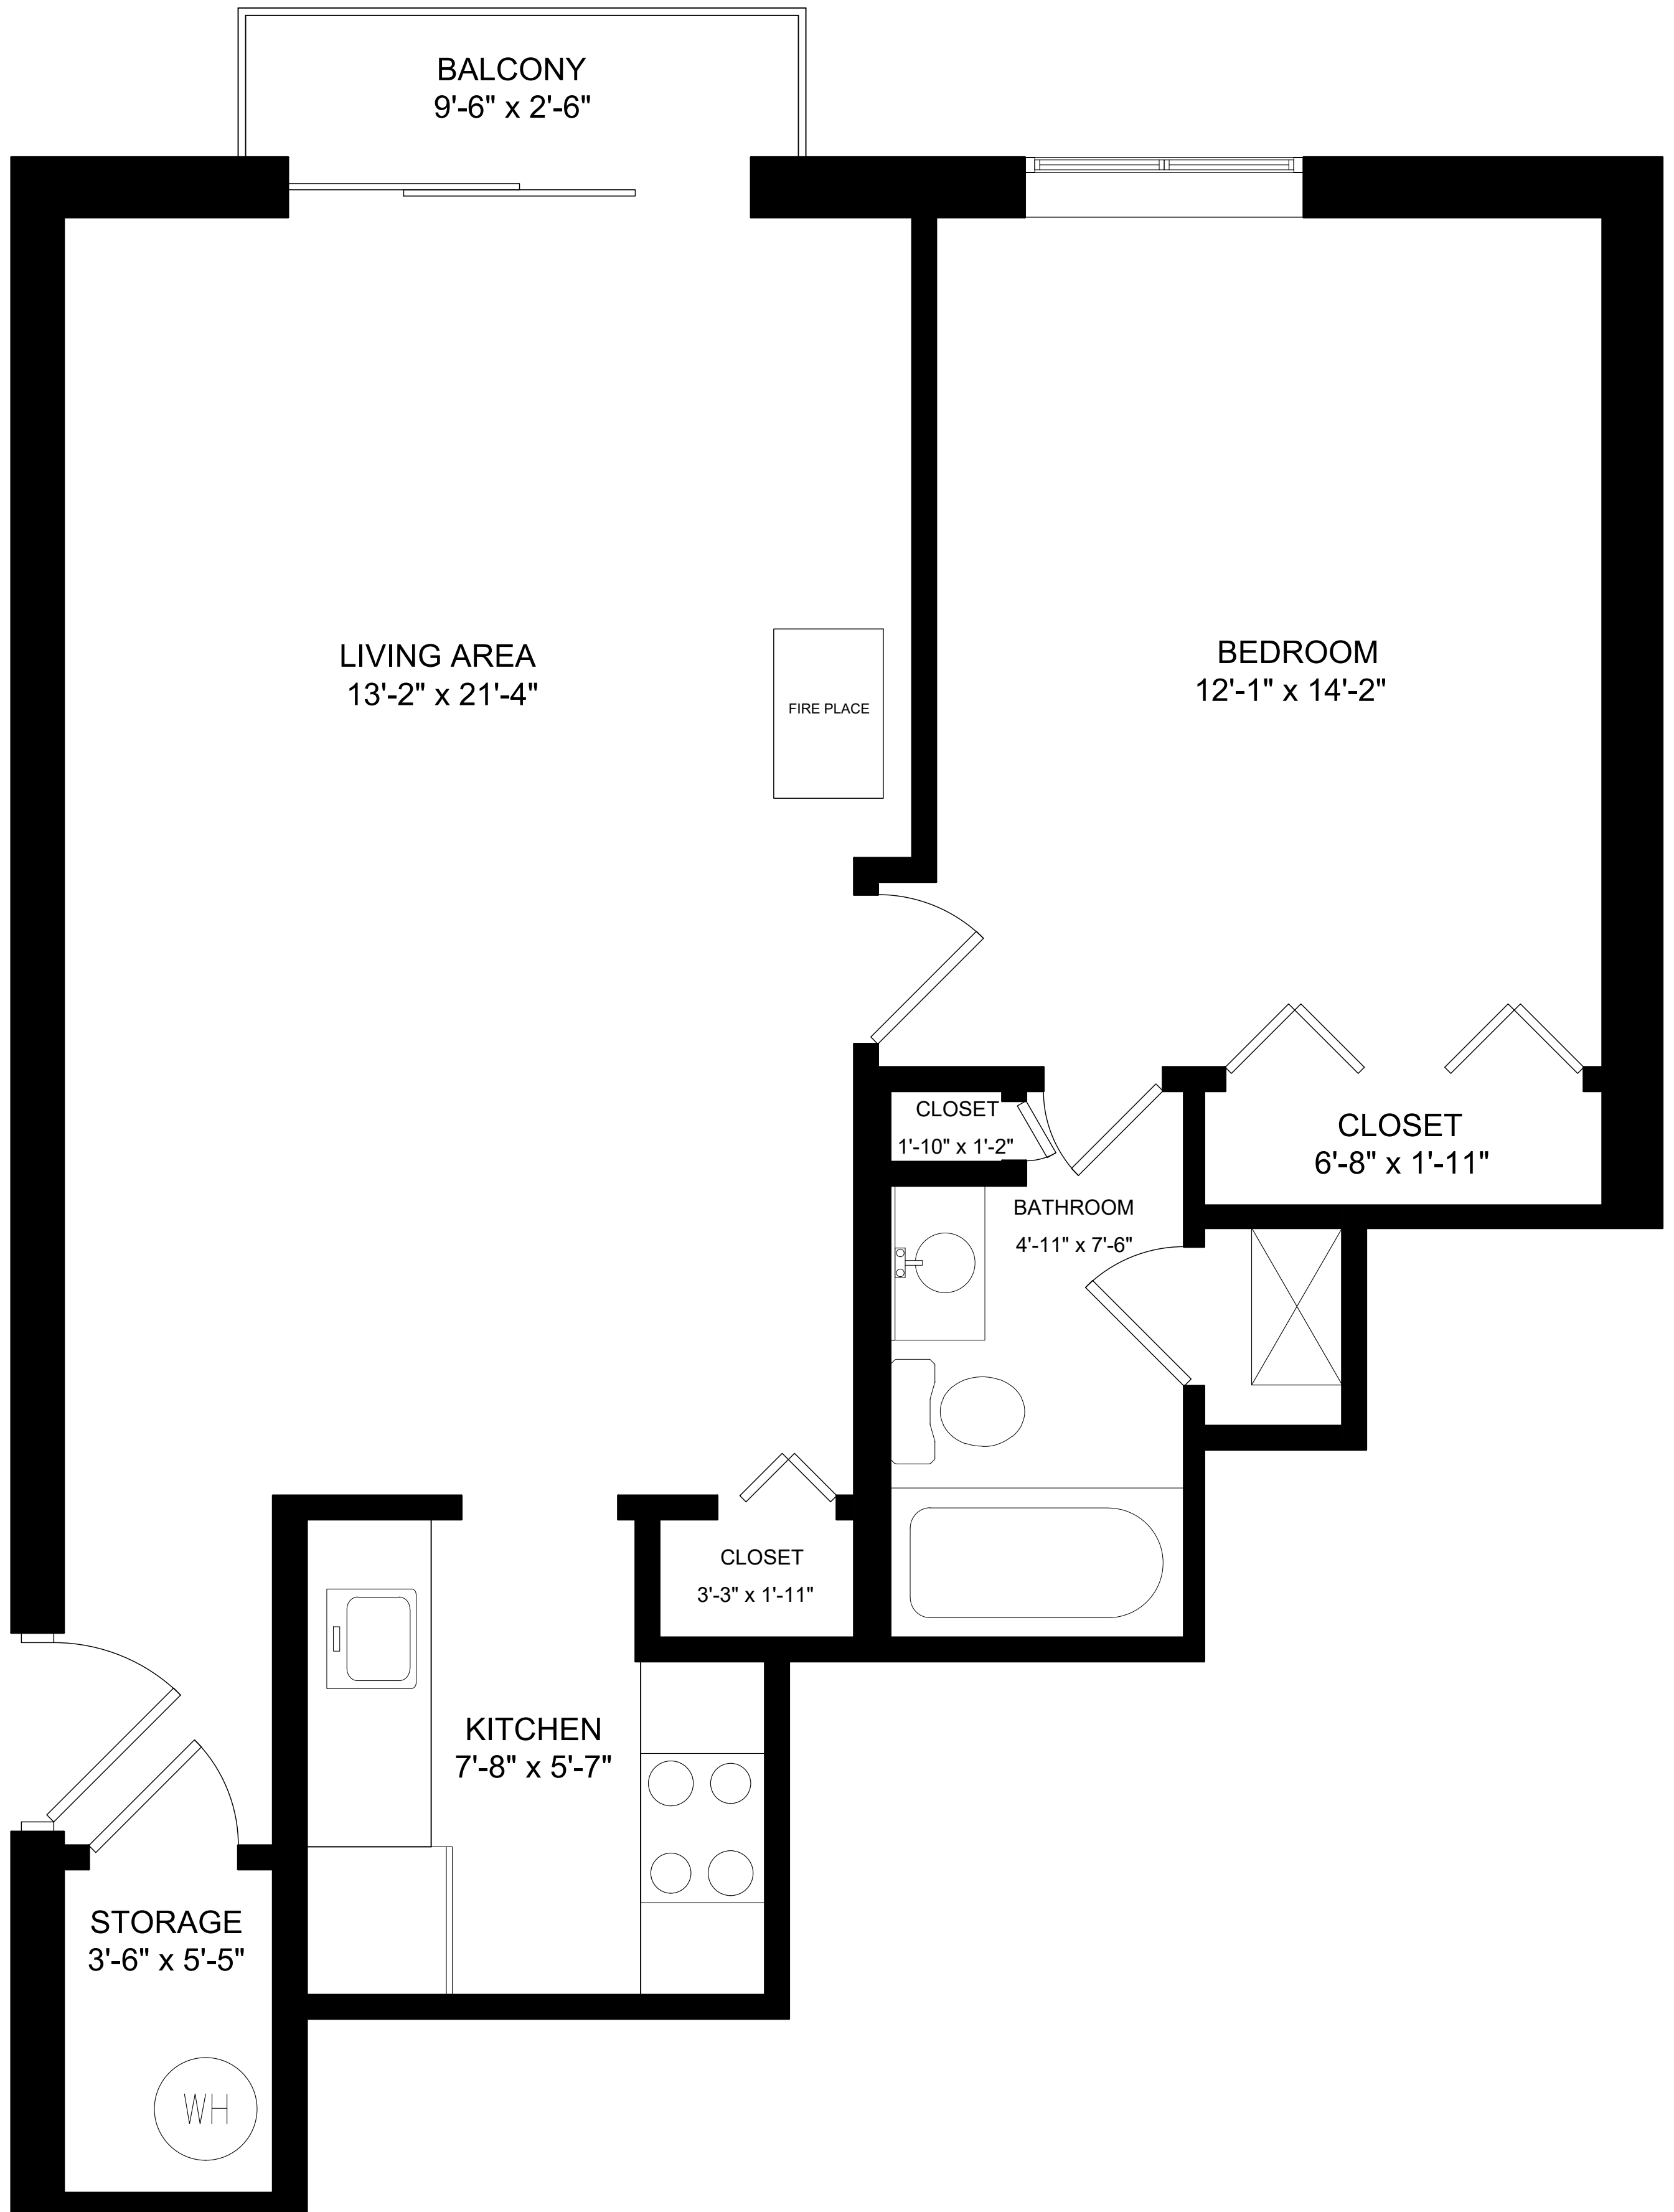 BALCONY
9'-6" x 2'-6"
LIVING AREA
13'-2" x 21'-4"
FIRE PLACE
BEDROOM
12'-1" x 14'-2"
CLOSET
1'-10" x 1'-2"
CLOSET
6'-8" x 1'-11"
BATHROOM
4'-11" x 7'-6"
CLOSET
3'-3" x 1'-11"
KITCHEN
7'-8" x 5'-7"
STORAGE
3'-6" x 5'-5"
WH